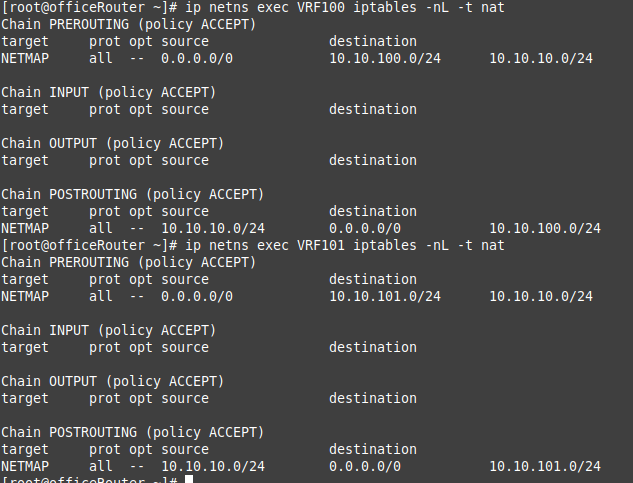 [root@officeRouter ~]# ip netns exec VRF100 iptables -nL -t nat
Chain PREROUTING (policy ACCEPT)
target     prot opt source               destination
NETMAP     all  --  0.0.0.0/0            10.10.100.0/24      10.10.10.0/24

Chain INPUT (policy ACCEPT)
target     prot opt source               destination

Chain OUTPUT (policy ACCEPT)
target     prot opt source               destination

Chain POSTROUTING (policy ACCEPT)
target     prot opt source               destination
NETMAP     all  --  10.10.10.0/24        0.0.0.0/0           10.10.100.0/24
[root@officeRouter ~]# ip netns exec VRF101 iptables -nL -t nat
Chain PREROUTING (policy ACCEPT)
target     prot opt source               destination
NETMAP     all  --  0.0.0.0/0            10.10.101.0/24      10.10.10.0/24

Chain INPUT (policy ACCEPT)
target     prot opt source               destination

Chain OUTPUT (policy ACCEPT)
target     prot opt source               destination

Chain POSTROUTING (policy ACCEPT)
target     prot opt source               destination
NETMAP     all  --  10.10.10.0/24        0.0.0.0/0           10.10.101.0/24
[root@officeRouter ~]#